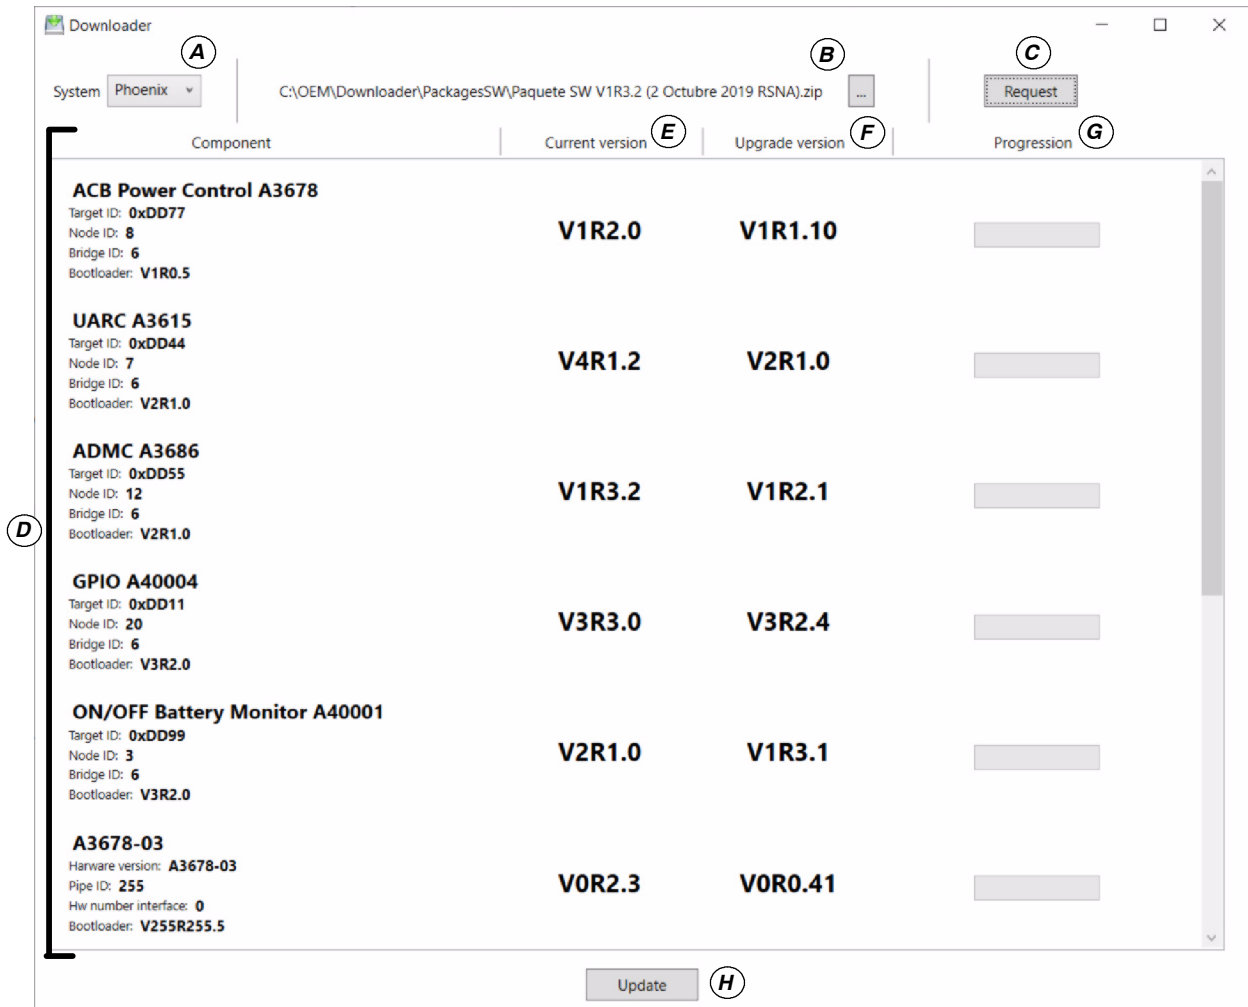 Downloader
A
B
C
System Phoenix
C:\OEM\Downloader\PackagesSW\Paquete SW V1R3.2 (2 Octubre 2019 RSNA).zip
...
Request
Component
Current version
E
Upgrade version
F
Progression
G
D
ACB Power Control A3678
Target ID: 0xDD77
Node ID: 8
Bridge ID: 6
Bootloader: V1R0.5
V1R2.0
V1R1.10
UARC A3615
Target ID: 0xDD44
Node ID: 7
Bridge ID: 6
Bootloader: V2R1.0
V4R1.2
V2R1.0
ADMC A3686
Target ID: 0xDD55
Node ID: 12
Bridge ID: 6
Bootloader: V2R1.0
V1R3.2
V1R2.1
GPIO A40004
Target ID: 0xDD11
Node ID: 20
Bridge ID: 6
Bootloader: V3R2.0
V3R3.0
V3R2.4
ON/OFF Battery Monitor A40001
Target ID: 0xDD99
Node ID: 3
Bridge ID: 6
Bootloader: V3R2.0
V2R1.0
V1R3.1
A3678-03
Harware version: A3678-03
Pipe ID: 255
Hw number interface: 0
Bootloader: V255R255.5
V0R2.3
V0R0.41
Update
H